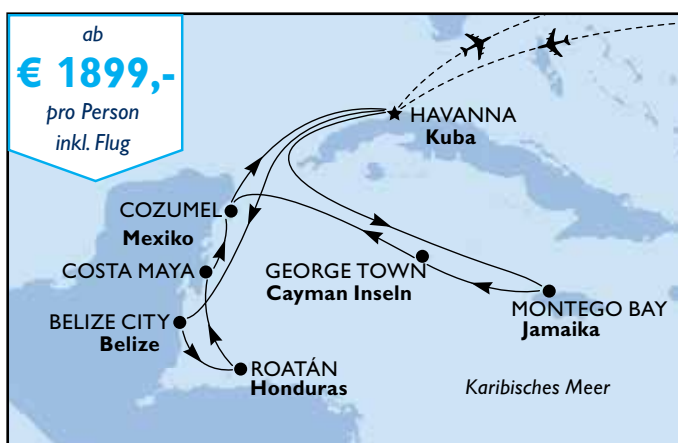 ab
€ 1899,-
pro Person
inkl. Flug
HAVANNA
Kuba
COZUMEL
Mexiko
COSTA MAYA
GEORGE TOWN
Cayman Inseln
MONTEGO BAY
Jamaika
BELIZE CITY
Belize
ROATÁN
Honduras
Karibisches Meer